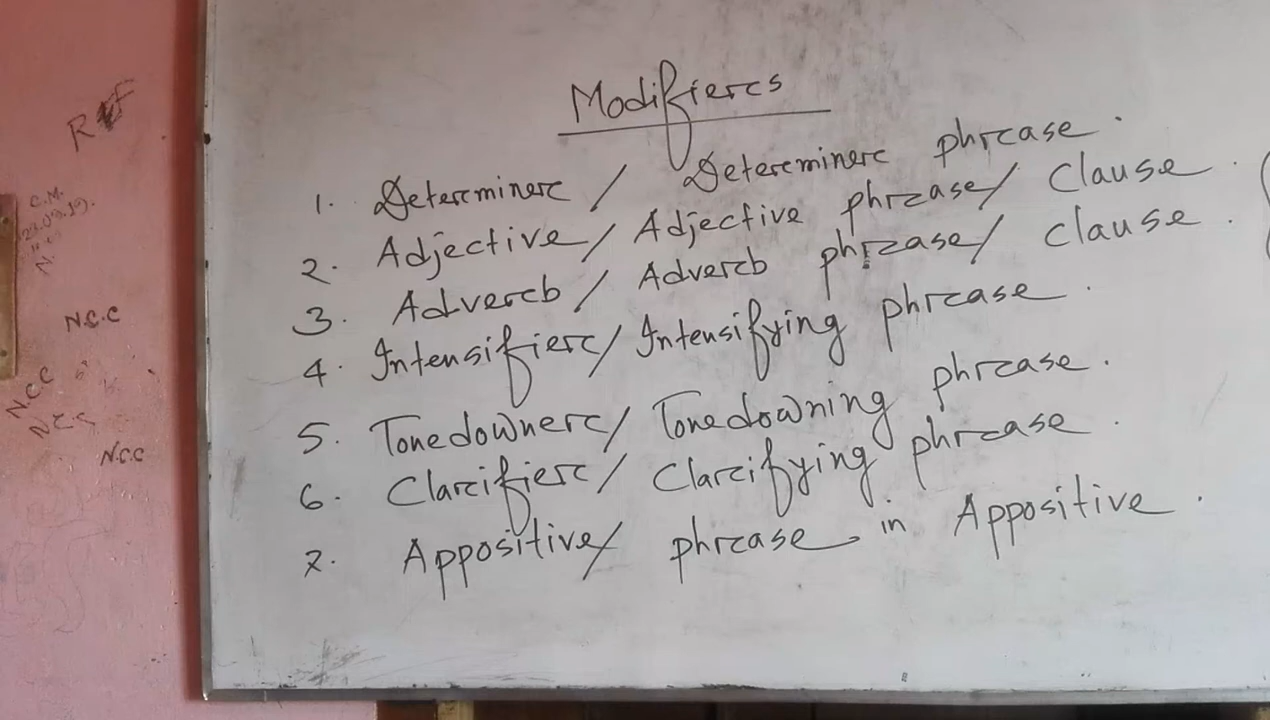 Modifiers
1. Determiner / Determiner phrase.
2. Adjective / Adjective phrase / Clause.
3. Adverb / Adverb phrase / clause.
4. Intensifier / Intensifying phrase.
5. Tonedowner / Tonedowning phrase.
6. Clarifier / Clarifying phrase.
7. Appositive / phrase in Appositive.
C.M.
N.C.C
N.C.C
N.C.C